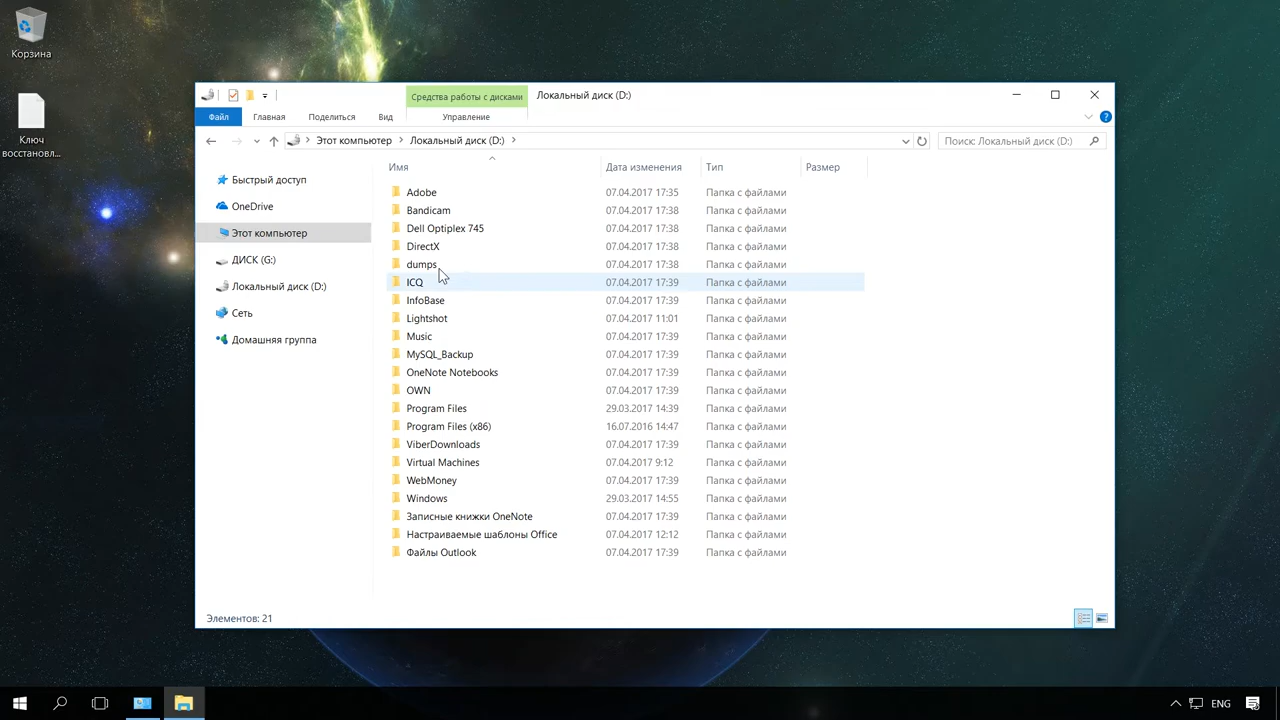 Корзина
Ключ
восстановл...
Средства работы с дисками
Локальный диск (D:)
Файл
Главная
Поделиться
Вид
Управление
Этот компьютер
Локальный диск (D:)
Поиск: Локальный диск (D:)
Имя
Дата изменения
Тип
Размер
Быстрый доступ
OneDrive
Этот компьютер
ДИСК (G:)
Локальный диск (D:)
Сеть
Домашняя группа
Adobe 07.04.2017 17:35 Папка с файлами
Bandicam 07.04.2017 17:38 Папка с файлами
Dell Optiplex 745 07.04.2017 17:38 Папка с файлами
DirectX 07.04.2017 17:38 Папка с файлами
dumps 07.04.2017 17:38 Папка с файлами
ICQ 07.04.2017 17:39 Папка с файлами
InfoBase 07.04.2017 17:39 Папка с файлами
Lightshot 07.04.2017 11:01 Папка с файлами
Music 07.04.2017 17:39 Папка с файлами
MySQL_Backup 07.04.2017 17:39 Папка с файлами
OneNote Notebooks 07.04.2017 17:39 Папка с файлами
OWN 07.04.2017 17:39 Папка с файлами
Program Files 29.03.2017 14:39 Папка с файлами
Program Files (x86) 16.07.2016 14:47 Папка с файлами
ViberDownloads 07.04.2017 17:39 Папка с файлами
Virtual Machines 07.04.2017 9:12 Папка с файлами
WebMoney 07.04.2017 17:39 Папка с файлами
Windows 29.03.2017 14:55 Папка с файлами
Записные книжки OneNote 07.04.2017 17:39 Папка с файлами
Настраиваемые шаблоны Office 07.04.2017 12:12 Папка с файлами
Файлы Outlook 07.04.2017 17:39 Папка с файлами
Элементов: 21
ENG